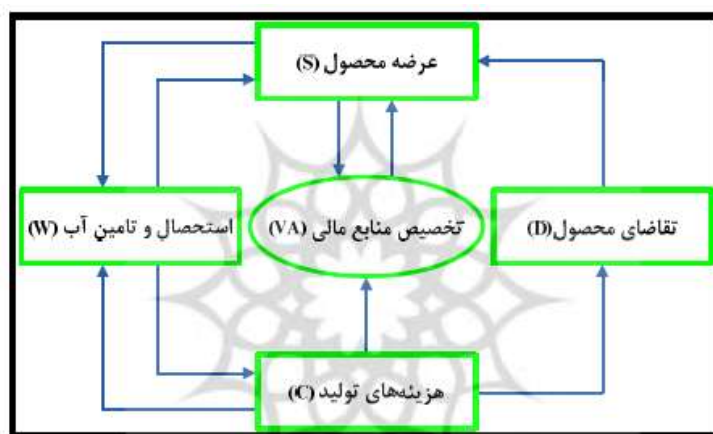 عرضه محصول (S)
تقاضای محصول(D)
تخصیص منابع مالی (VA)
استحصال و تامین آب (W)
هزینه‌های تولید (C)